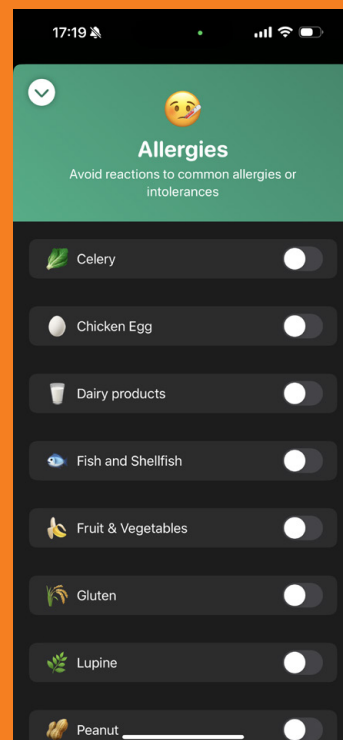 17:19
Allergies
Avoid reactions to common allergies or
intolerances
Celery
Chicken Egg
Dairy products
Fish and Shellfish
Fruit & Vegetables
Gluten
Lupine
Peanut